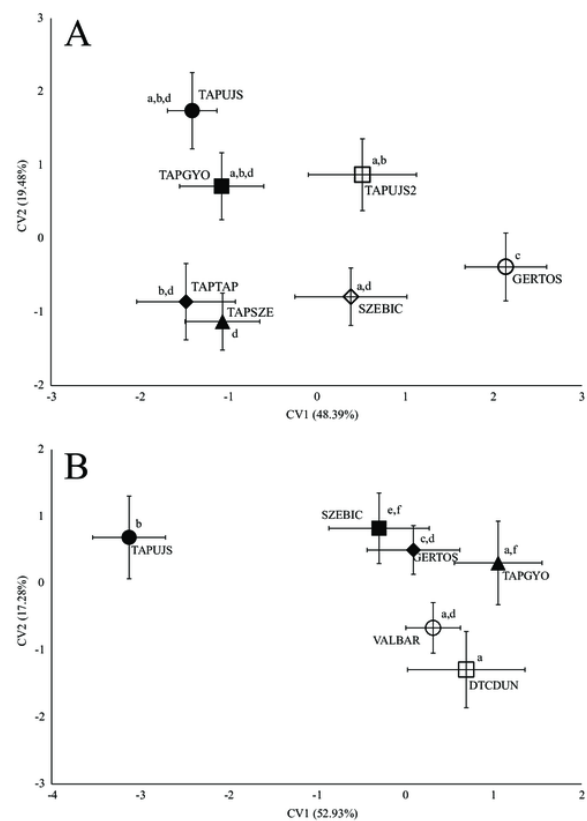 A
3
2
1
0
-1
-2
-3
-2
-1
0
1
2
3
CV2 (19.48%)
CV1 (48.39%)
TAPUJS
a,b,d
TAPGYO
a,b,d
a,b
TAPUJS2
c
GERTOS
b,d
TAPTAP
TAPSZE
d
a,d
SZEBIC
B
2
1
0
-1
-2
-3
-4
-3
-2
-1
0
1
2
CV2 (17.28%)
CV1 (52.93%)
b
TAPUJS
SZEBIC
e,f
c,d
GERTOS
a,f
TAPGYO
a,d
VALBAR
a
DTCDUN